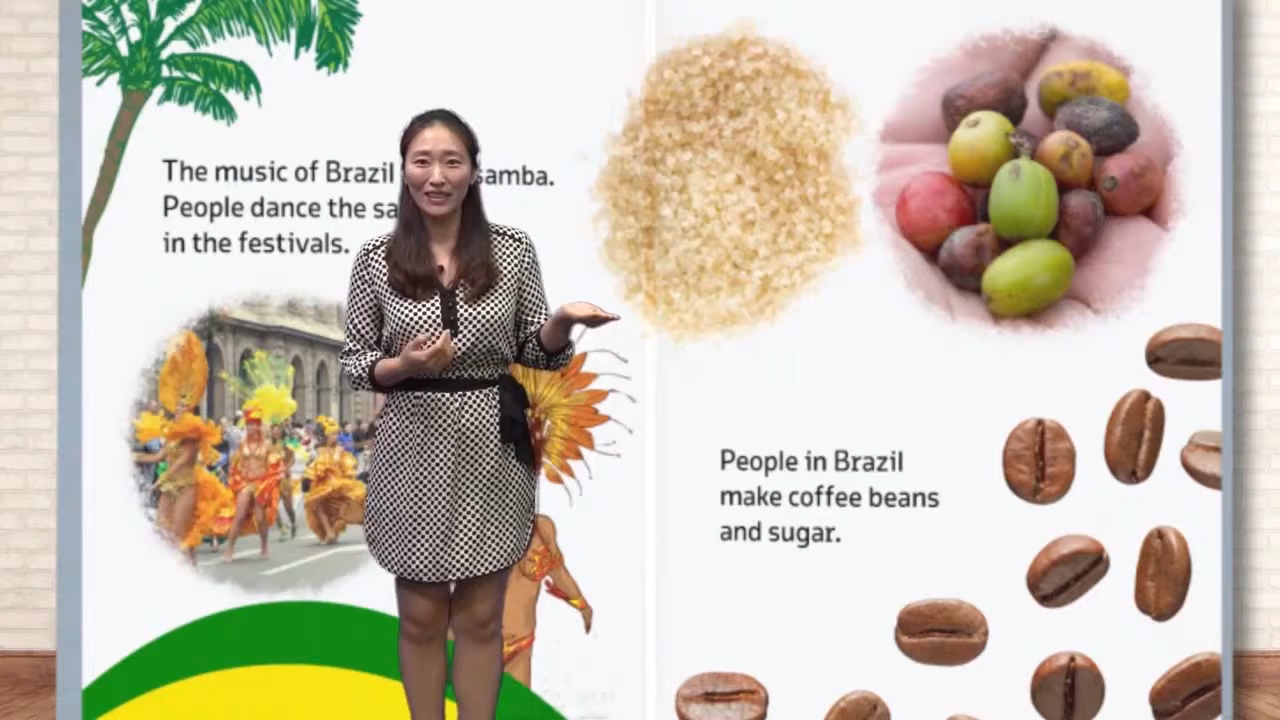 The music of Brazil samba.
People dance the
in the festivals.
People in Brazil
make coffee beans
and sugar.